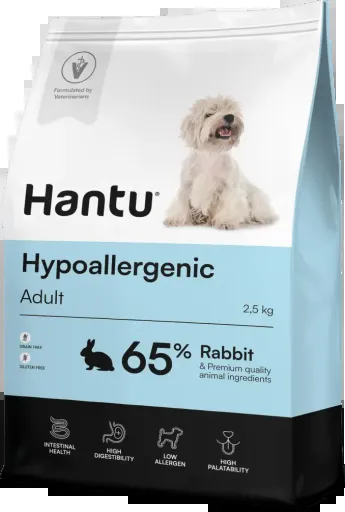 Formulated by
Veterinarians
Hantu®
Hypoallergenic
Adult
2,5 kg
GRAIN FREE
GLUTEN FREE
65% Rabbit
& Premium quality
animal ingredients
INTESTINAL
HEALTH
HIGH
DIGESTIBILITY
LOW
ALLERGEN
HIGH
PALATABILITY